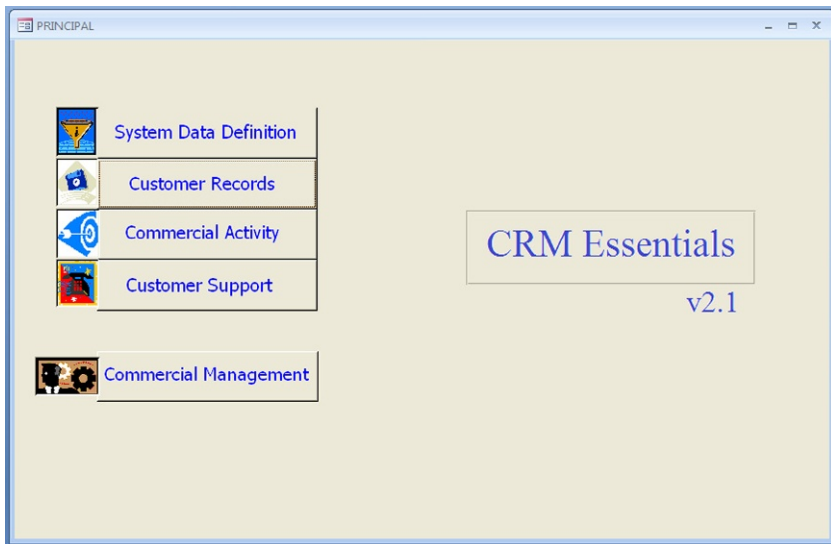 PRINCIPAL
System Data Definition
Customer Records
Commercial Activity
Customer Support
Commercial Management
CRM Essentials
v2.1